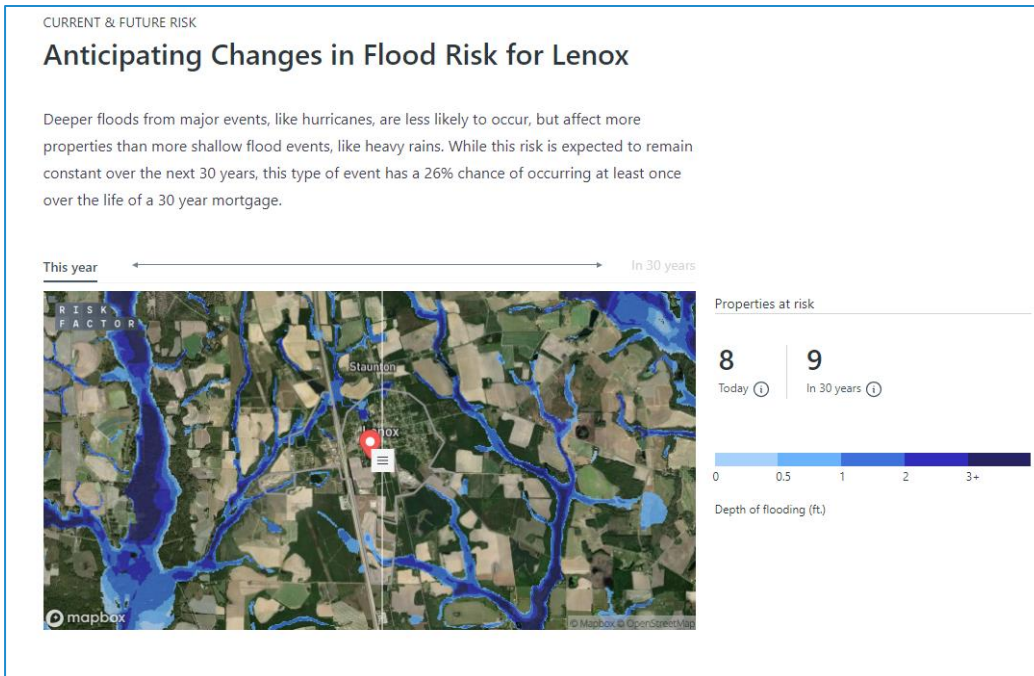 CURRENT & FUTURE RISK
Anticipating Changes in Flood Risk for Lenox
Deeper floods from major events, like hurricanes, are less likely to occur, but affect more
properties than more shallow flood events, like heavy rains. While this risk is expected to remain
constant over the next 30 years, this type of event has a 26% chance of occurring at least once
over the life of a 30 year mortgage.
This year
In 30 years
RISK
FACTOR
Staunton
Lenox
mapbox
© Mapbox © OpenStreetMap
Properties at risk
8 9
Today In 30 years
0 0.5 1 2 3+
Depth of flooding (ft.)